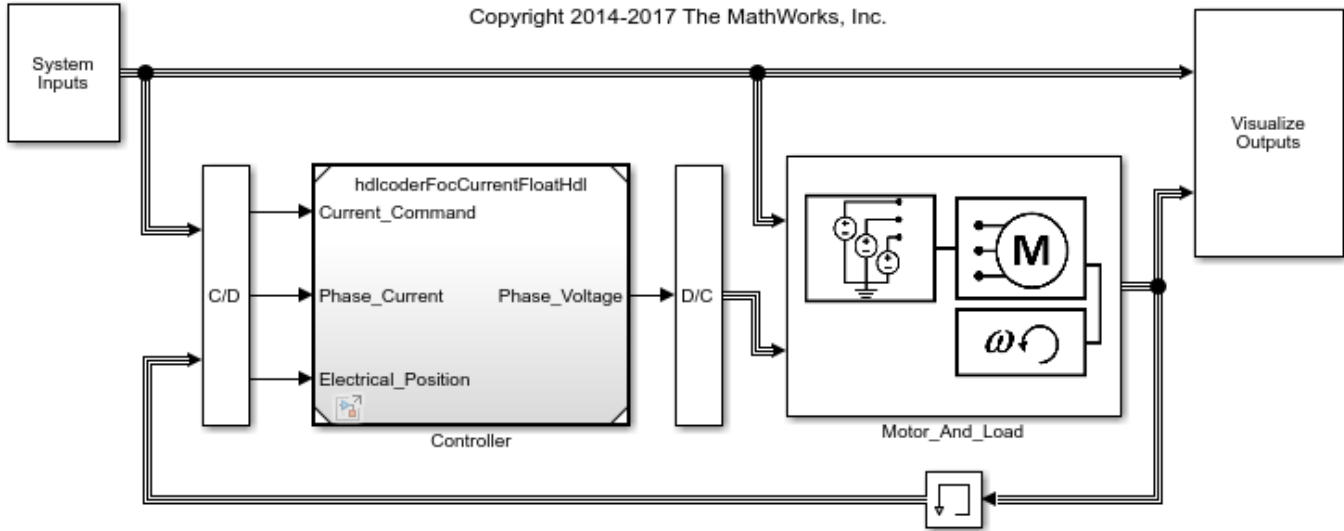 Copyright 2014-2017 The MathWorks, Inc.
System
Inputs
Visualize
Outputs
C/D
hdlcoderFocCurrentFloatHdl
Current_Command
Phase_Current
Phase_Voltage
Electrical_Position
Controller
D/C
M
ω
Motor_And_Load